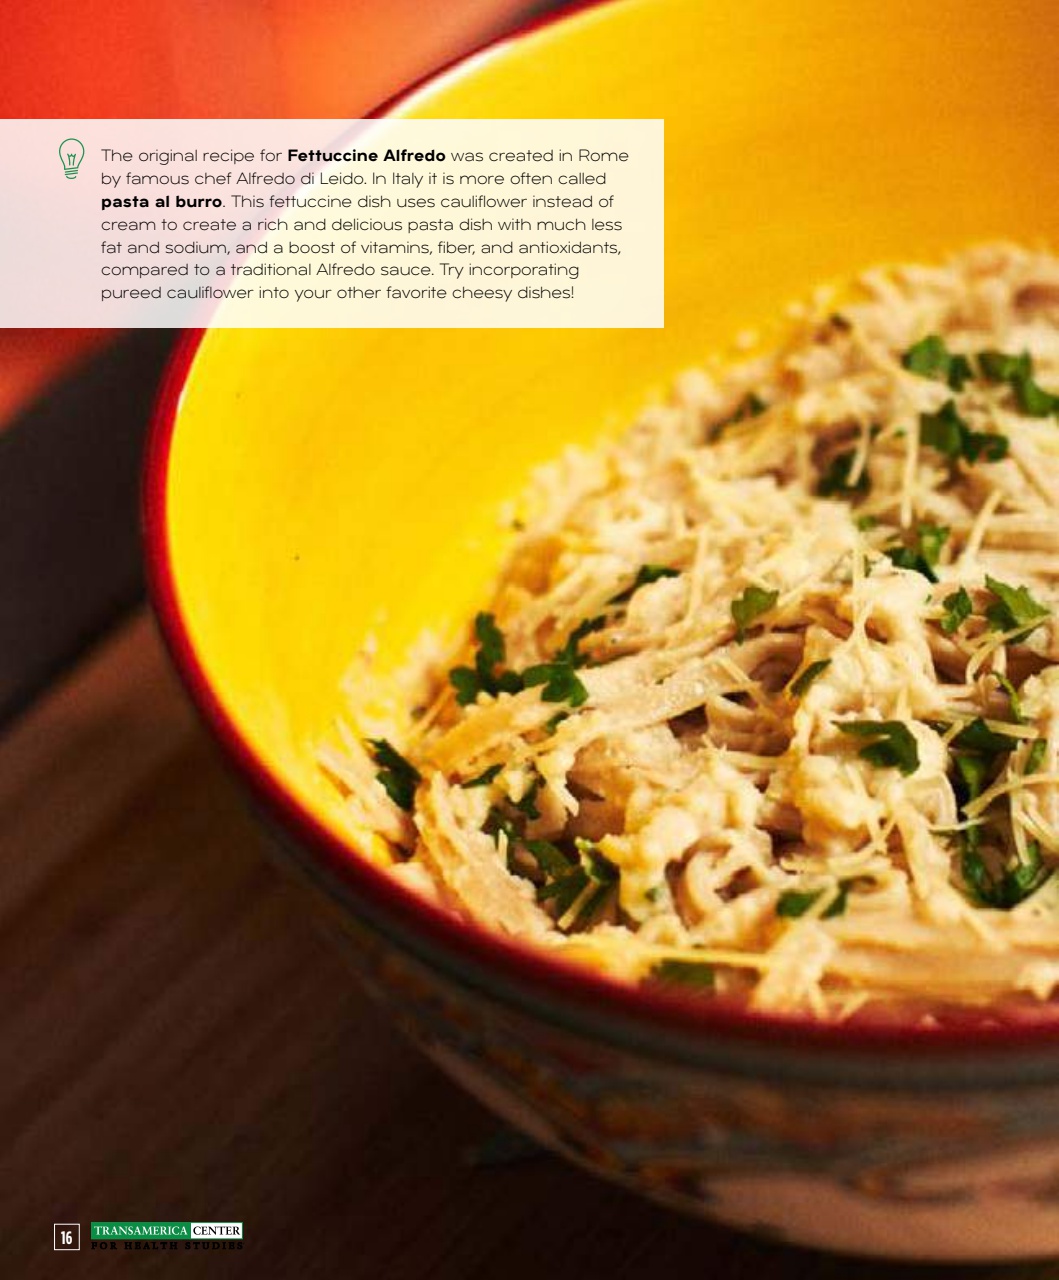 The original recipe for Fettuccine Alfredo was created in Rome
by famous chef Alfredo di Leido. In Italy it is more often called
pasta al burro. This fettuccine dish uses cauliflower instead of
cream to create a rich and delicious pasta dish with much less
fat and sodium, and a boost of vitamins, fiber, and antioxidants,
compared to a traditional Alfredo sauce. Try incorporating
pureed cauliflower into your other favorite cheesy dishes!
16
TRANSAMERICA CENTER
FOR HEALTH STUDIES